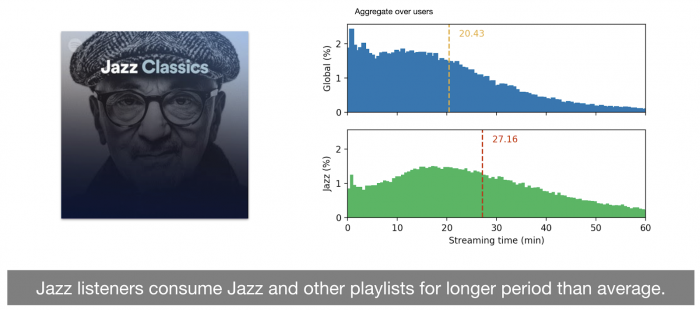 Aggregate over users
Jazz Classics
20.43
Global (%)
2
1
0
27.16
Jazz (%)
2
1
0
0 10 20 30 40 50 60
Streaming time (min)
Jazz listeners consume Jazz and other playlists for longer period than average.